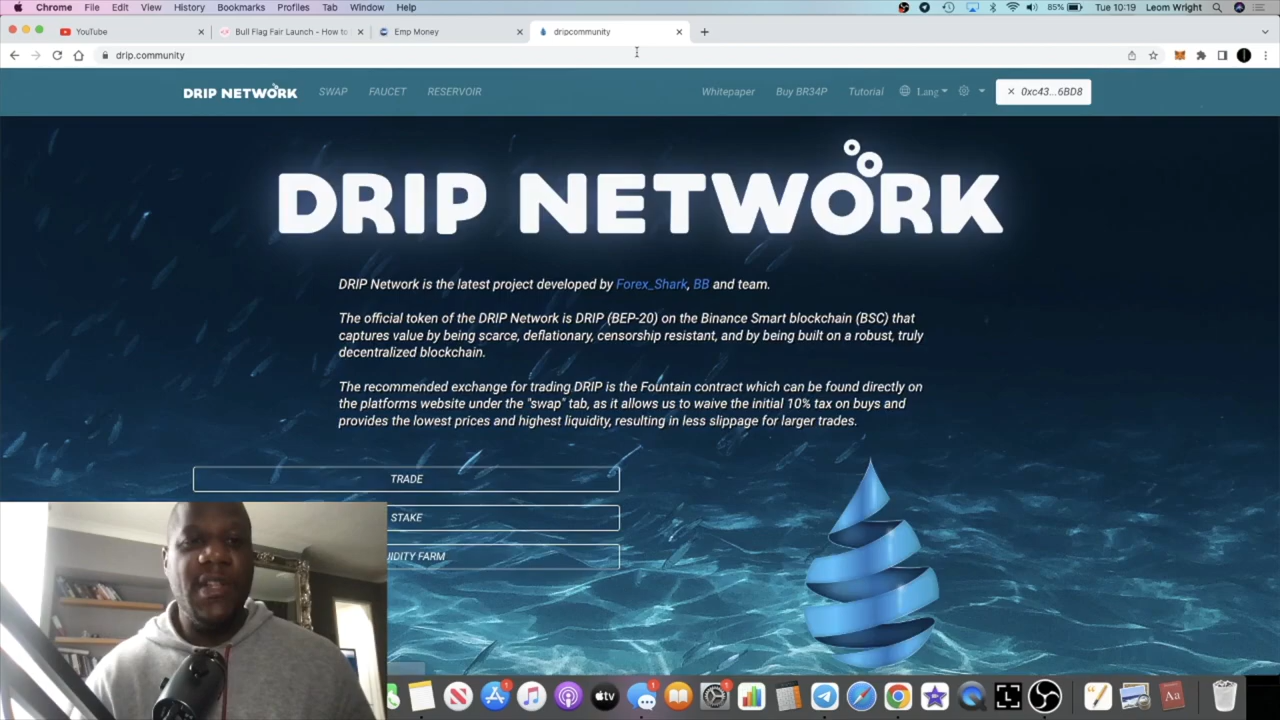 Chrome File Edit View History Bookmarks Profiles Tab Window Help 85% Tue 10:19 Leom Wright
YouTube Bull Flag Fair Launch - How to Emp Money dripcommunity
drip.community
DRIP NETWORK SWAP FAUCET RESERVOIR Whitepaper Buy BR34P Tutorial Lang 0xc43...6BD8
DRIP NETWORK
DRIP Network is the latest project developed by Forex_Shark, BB and team.
The official token of the DRIP Network is DRIP (BEP-20) on the Binance Smart blockchain (BSC) that
captures value by being scarce, deflationary, censorship resistant, and by being built on a robust, truly
decentralized blockchain.
The recommended exchange for trading DRIP is the Fountain contract which can be found directly on
the platforms website under the "swap" tab, as it allows us to waive the initial 10% tax on buys and
provides the lowest prices and highest liquidity, resulting in less slippage for larger trades.
TRADE
STAKE
IDITY FARM
tv
Aa